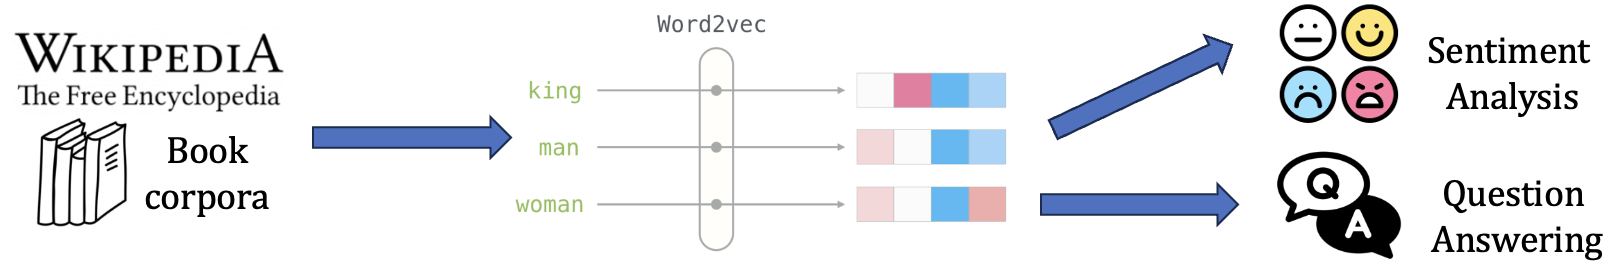 WIKIPEDIA
The Free Encyclopedia
Book
corpora
Word2vec
king
man
woman
Sentiment
Analysis
Q
A
Question
Answering